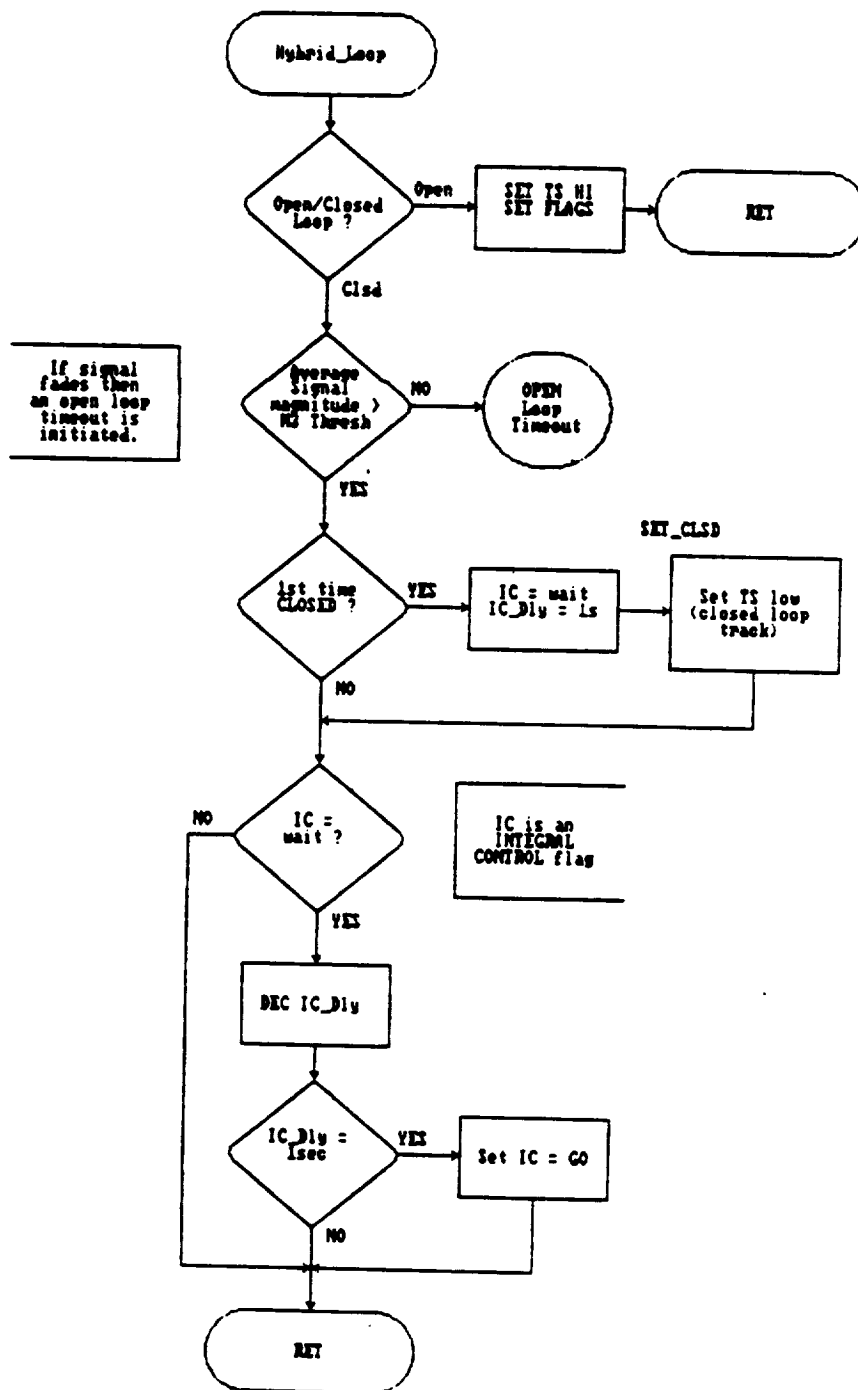 Hybrid_Loop
Open/Closed
Loop ?
Open
SET TS HI
SET FLAGS
RET
Clsd
If signal
fades then
an open loop
timeout is
initiated.
Average
Signal
magnitude >
M3 Thresh
NO
OPEN
Loop
Timeout
YES
SET_CLSD
1st time
CLOSED ?
YES
IC = wait
IC_Dly = 1s
Set TS low
(closed loop
track)
NO
IC =
wait ?
NO
IC is an
INTEGRAL
CONTROL flag
YES
DEC IC_Dly
IC_Dly =
1sec
YES
Set IC = GO
NO
RET